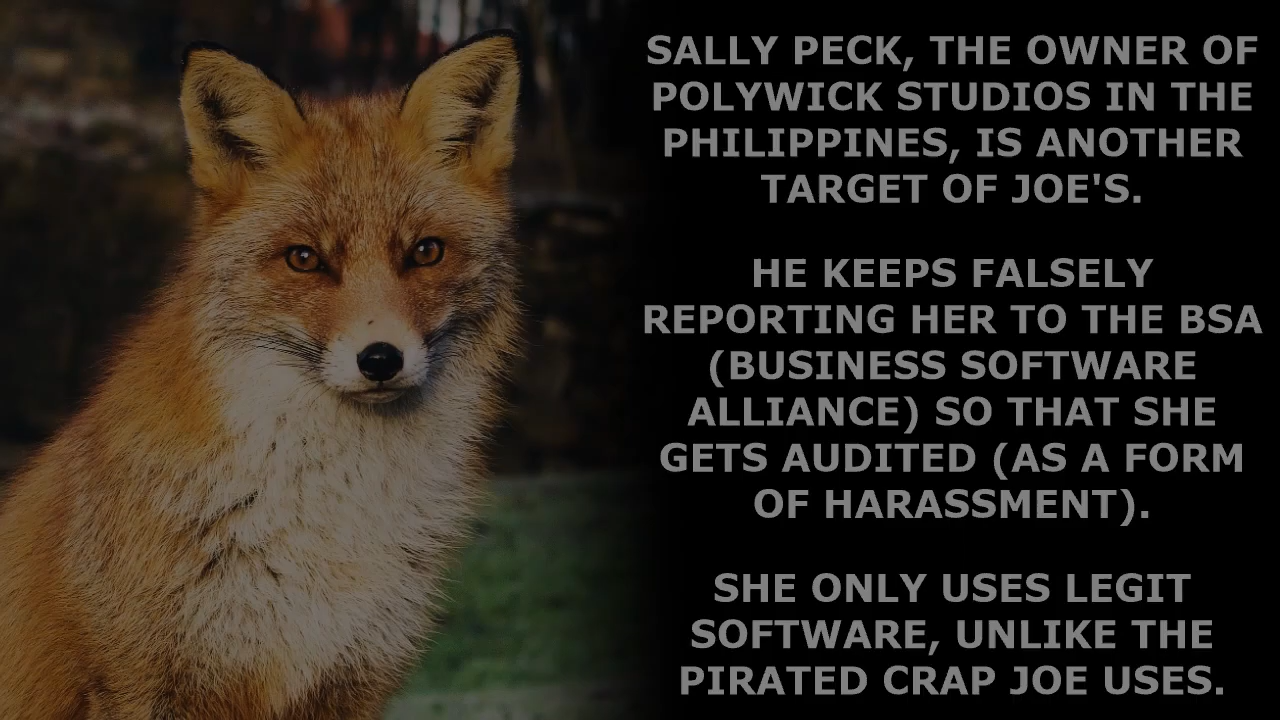 SALLY PECK, THE OWNER OF
POLYWICK STUDIOS IN THE
PHILIPPINES, IS ANOTHER
TARGET OF JOE'S.
HE KEEPS FALSELY
REPORTING HER TO THE BSA
(BUSINESS SOFTWARE
ALLIANCE) SO THAT SHE
GETS AUDITED (AS A FORM
OF HARASSMENT).
SHE ONLY USES LEGIT
SOFTWARE, UNLIKE THE
PIRATED CRAP JOE USES.